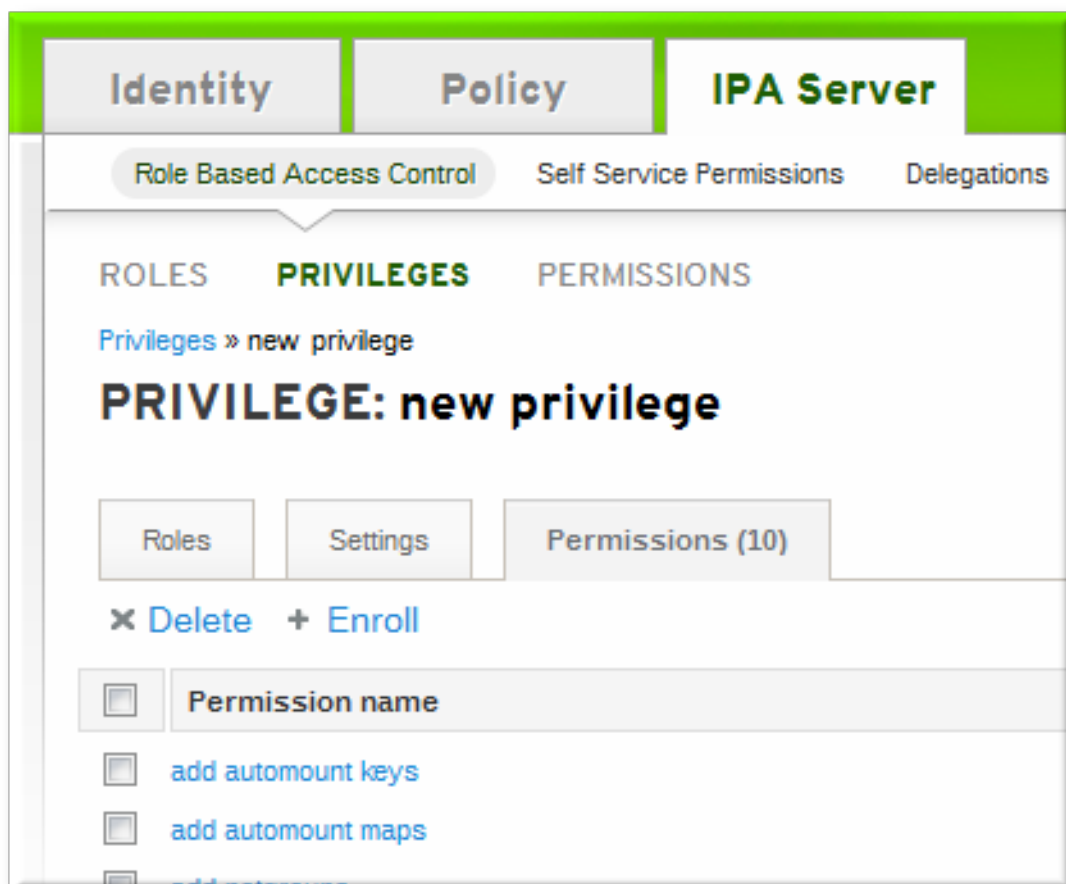 Identity Policy IPA Server
Role Based Access Control Self Service Permissions Delegations
ROLES PRIVILEGES PERMISSIONS
Privileges » new privilege
PRIVILEGE: new privilege
Roles Settings Permissions (10)
× Delete + Enroll
Permission name
add automount keys
add automount maps